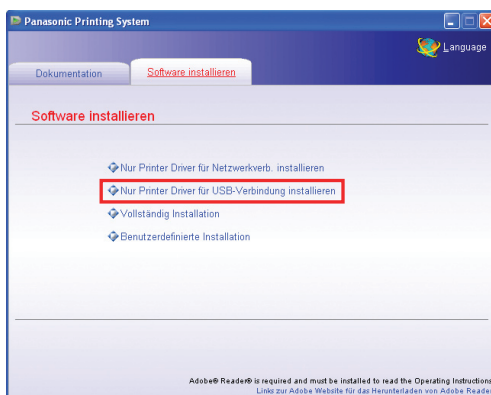 Panasonic Printing System
Language
Dokumentation
Software installieren
Software installieren
Nur Printer Driver für Netzwerkverb. installieren
Nur Printer Driver für USB-Verbindung installieren
Vollständig Installation
Benutzerdefinierte Installation
Adobe® Reader® is required and must be installed to read the Operating Instructions
Links zur Adobe Website für das Herunterladen von Adobe Reader